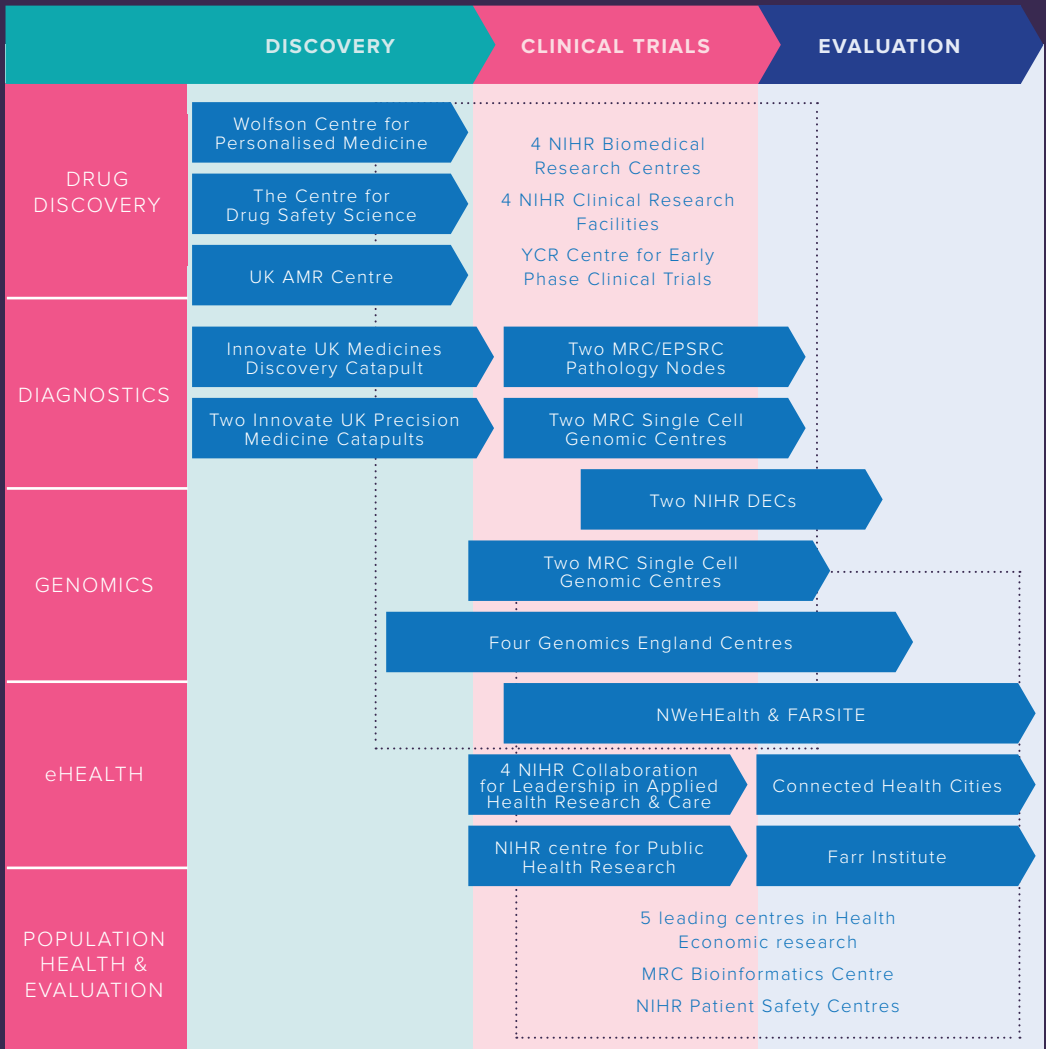 DISCOVERY
CLINICAL TRIALS
EVALUATION
DRUG
DISCOVERY
Wolfson Centre for
Personalised Medicine
The Centre for
Drug Safety Science
UK AMR Centre
4 NIHR Biomedical
Research Centres
4 NIHR Clinical Research
Facilities
YCR Centre for Early
Phase Clinical Trials
DIAGNOSTICS
Innovate UK Medicines
Discovery Catapult
Two MRC/EPSRC
Pathology Nodes
Two Innovate UK Precision
Medicine Catapults
Two MRC Single Cell
Genomic Centres
Two NIHR DECs
GENOMICS
Two MRC Single Cell
Genomic Centres
Four Genomics England Centres
eHEALTH
NWeHEalth & FARSITE
4 NIHR Collaboration
for Leadership in Applied
Health Research & Care
Connected Health Cities
NIHR centre for Public
Health Research
Farr Institute
POPULATION
HEALTH &
EVALUATION
5 leading centres in Health
Economic research
MRC Bioinformatics Centre
NIHR Patient Safety Centres